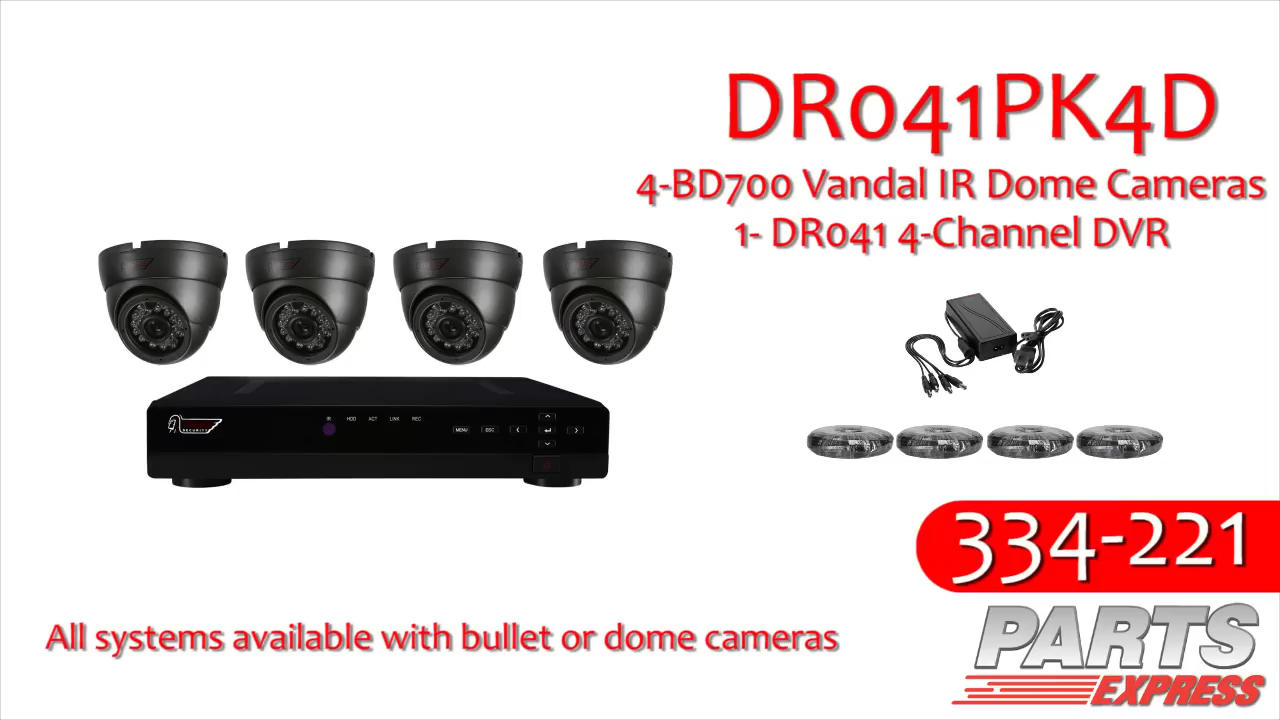 DR041PK4D
4-BD700 Vandal IR Dome Cameras
1- DR041 4-Channel DVR
IR HDD ACT LINK REC
MENU ESC
SECURITY
334-221
All systems available with bullet or dome cameras
PARTS
EXPRESS